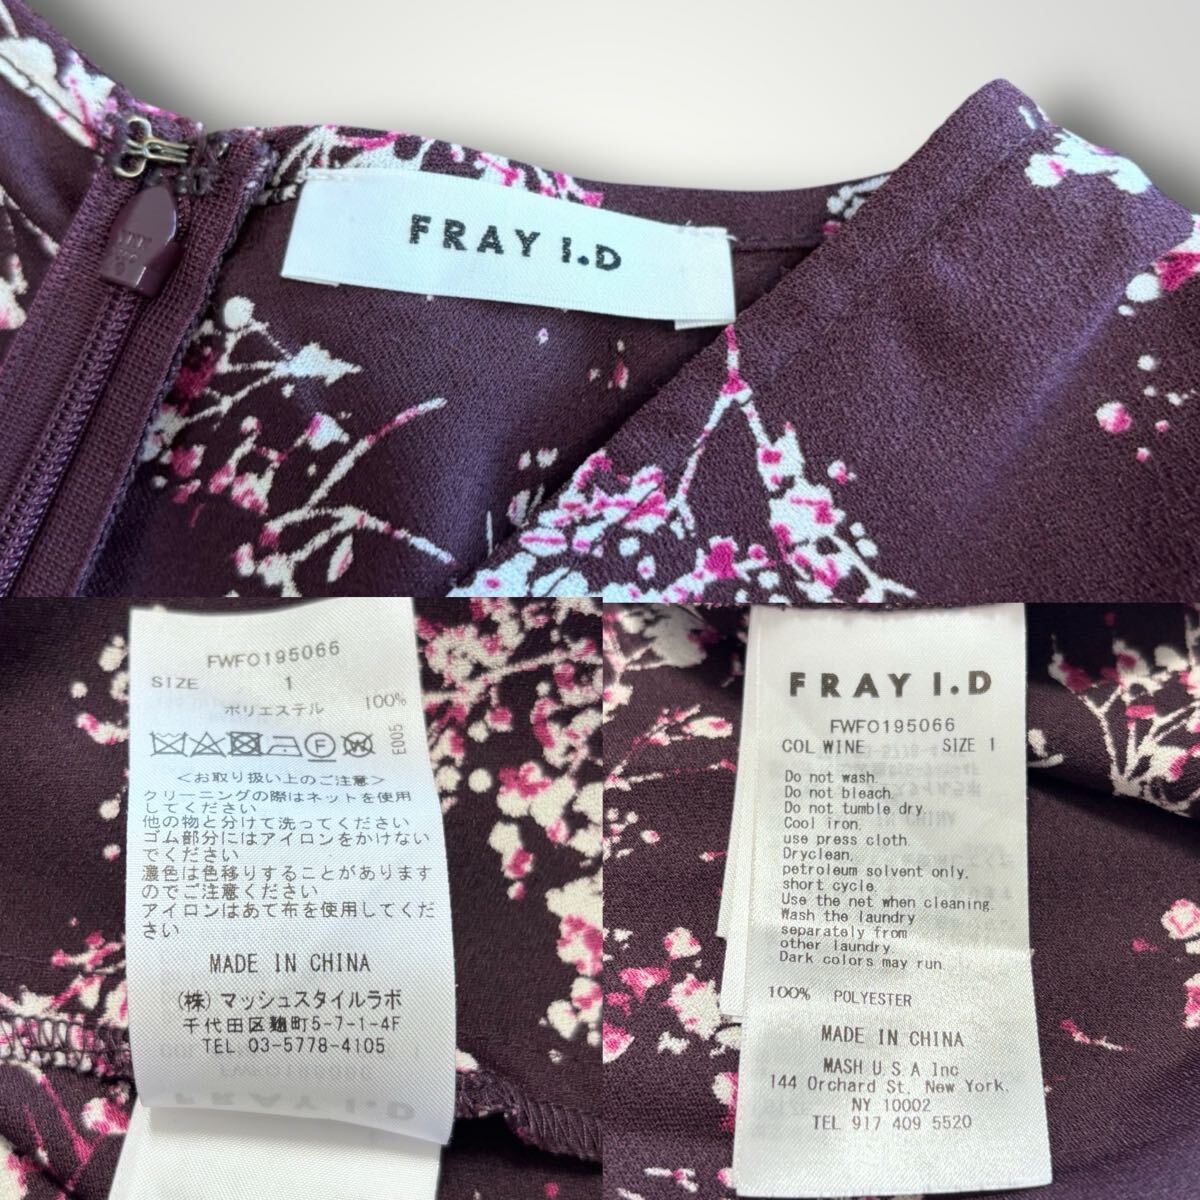 FRAY I.D
FWFO195066
SIZE 1
ポリエステル 100%
E005
<お取り扱い上のご注意>
クリーニングの際はネットを使用
してください
他の物と分けて洗ってください
ゴム部分にはアイロンをかけない
でください
濃色は色移りすることがあります
のでご注意ください
アイロンはあて布を使用してくだ
さい
MADE IN CHINA
(株)マッシュスタイルラボ
千代田区麹町5-7-1-4F
TEL 03-5778-4105
FRAY I.D
FWFO195066
COL WINE SIZE 1
Do not wash.
Do not bleach.
Do not tumble dry.
Cool iron.
use press cloth.
Dryclean,
petroleum solvent only.
short cycle.
Use the net when cleaning.
Wash the laundry
separately from
other laundry.
Dark colors may run.
100% POLYESTER
MADE IN CHINA
MASH U.S.A Inc
144 Orchard St, New York,
NY 10002
TEL 917 409 5520